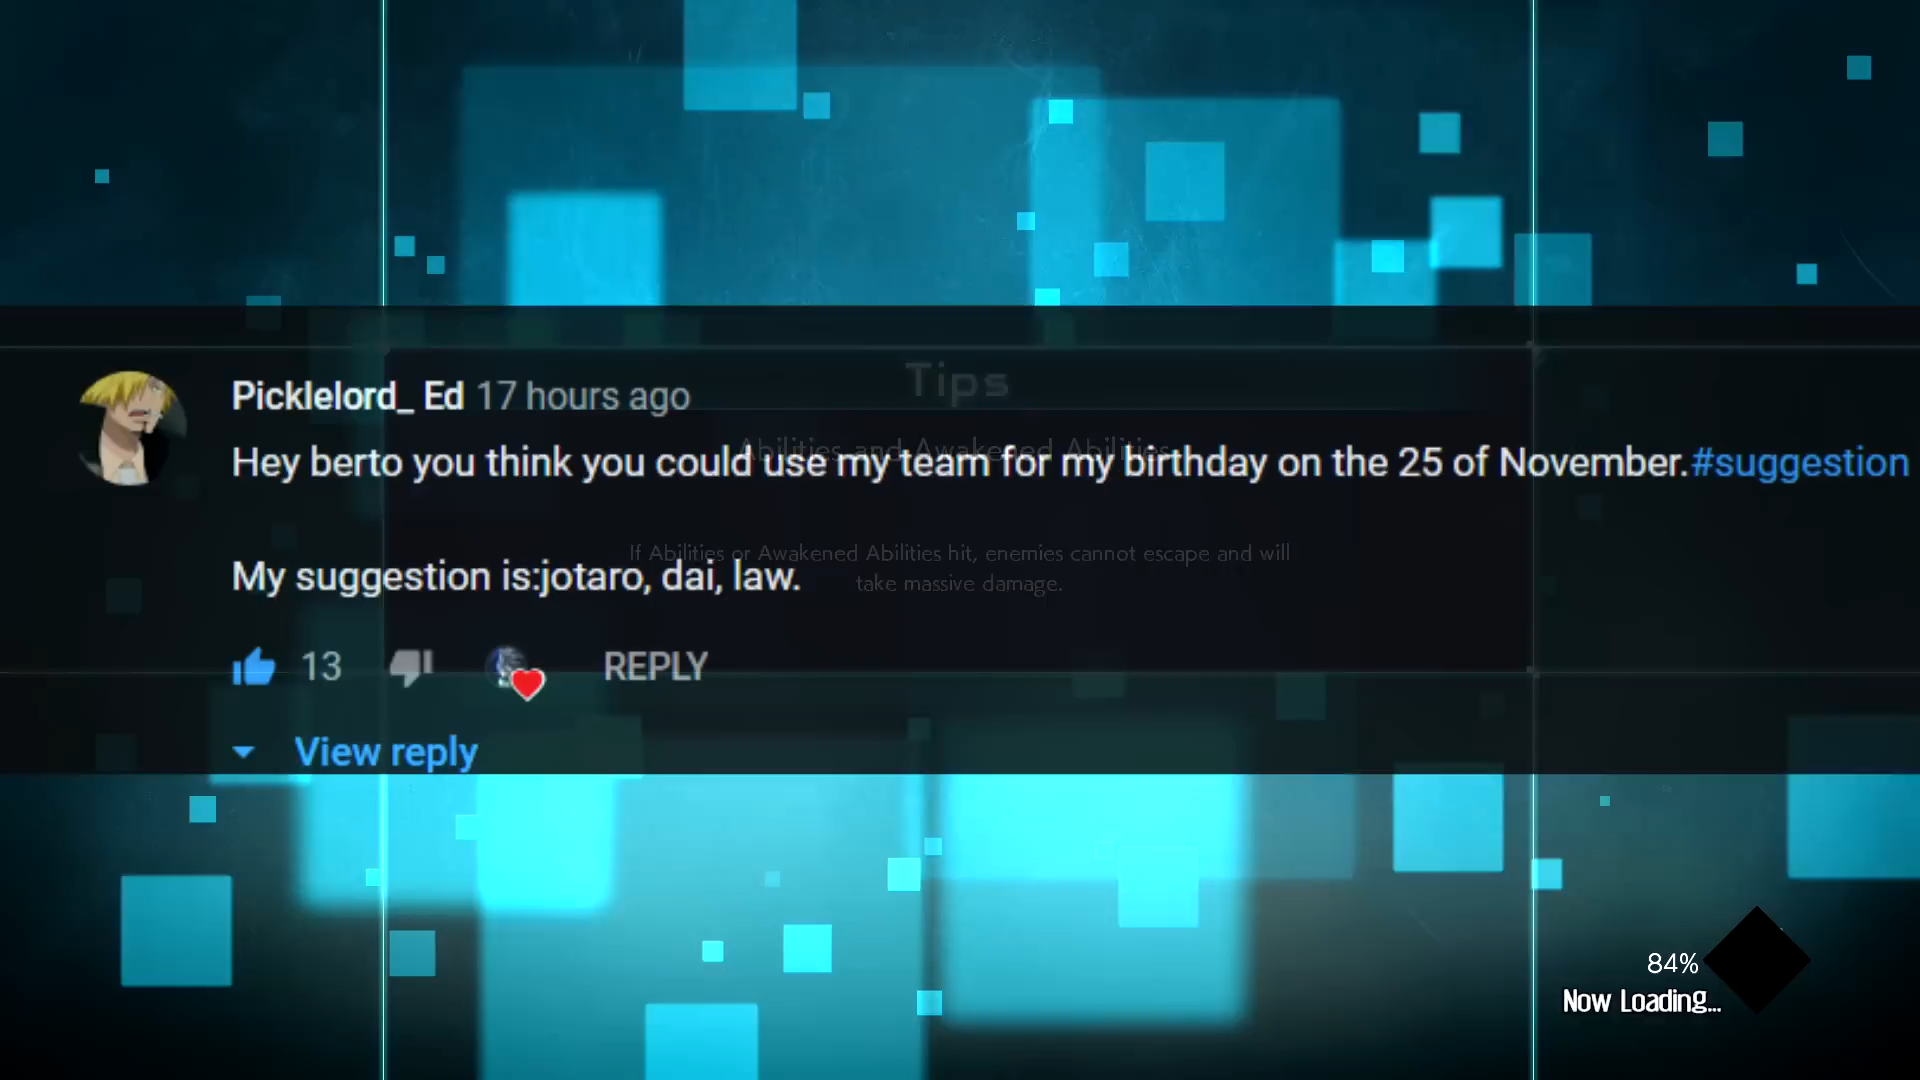 Tips
Picklelord_ Ed 17 hours ago
Abilities and Awakened Abilities
Hey berto you think you could use my team for my birthday on the 25 of November.#suggestion
If Abilities or Awakened Abilities hit, enemies cannot escape and will
take massive damage.
My suggestion is:jotaro, dai, law.
13 REPLY
View reply
84%
Now Loading...